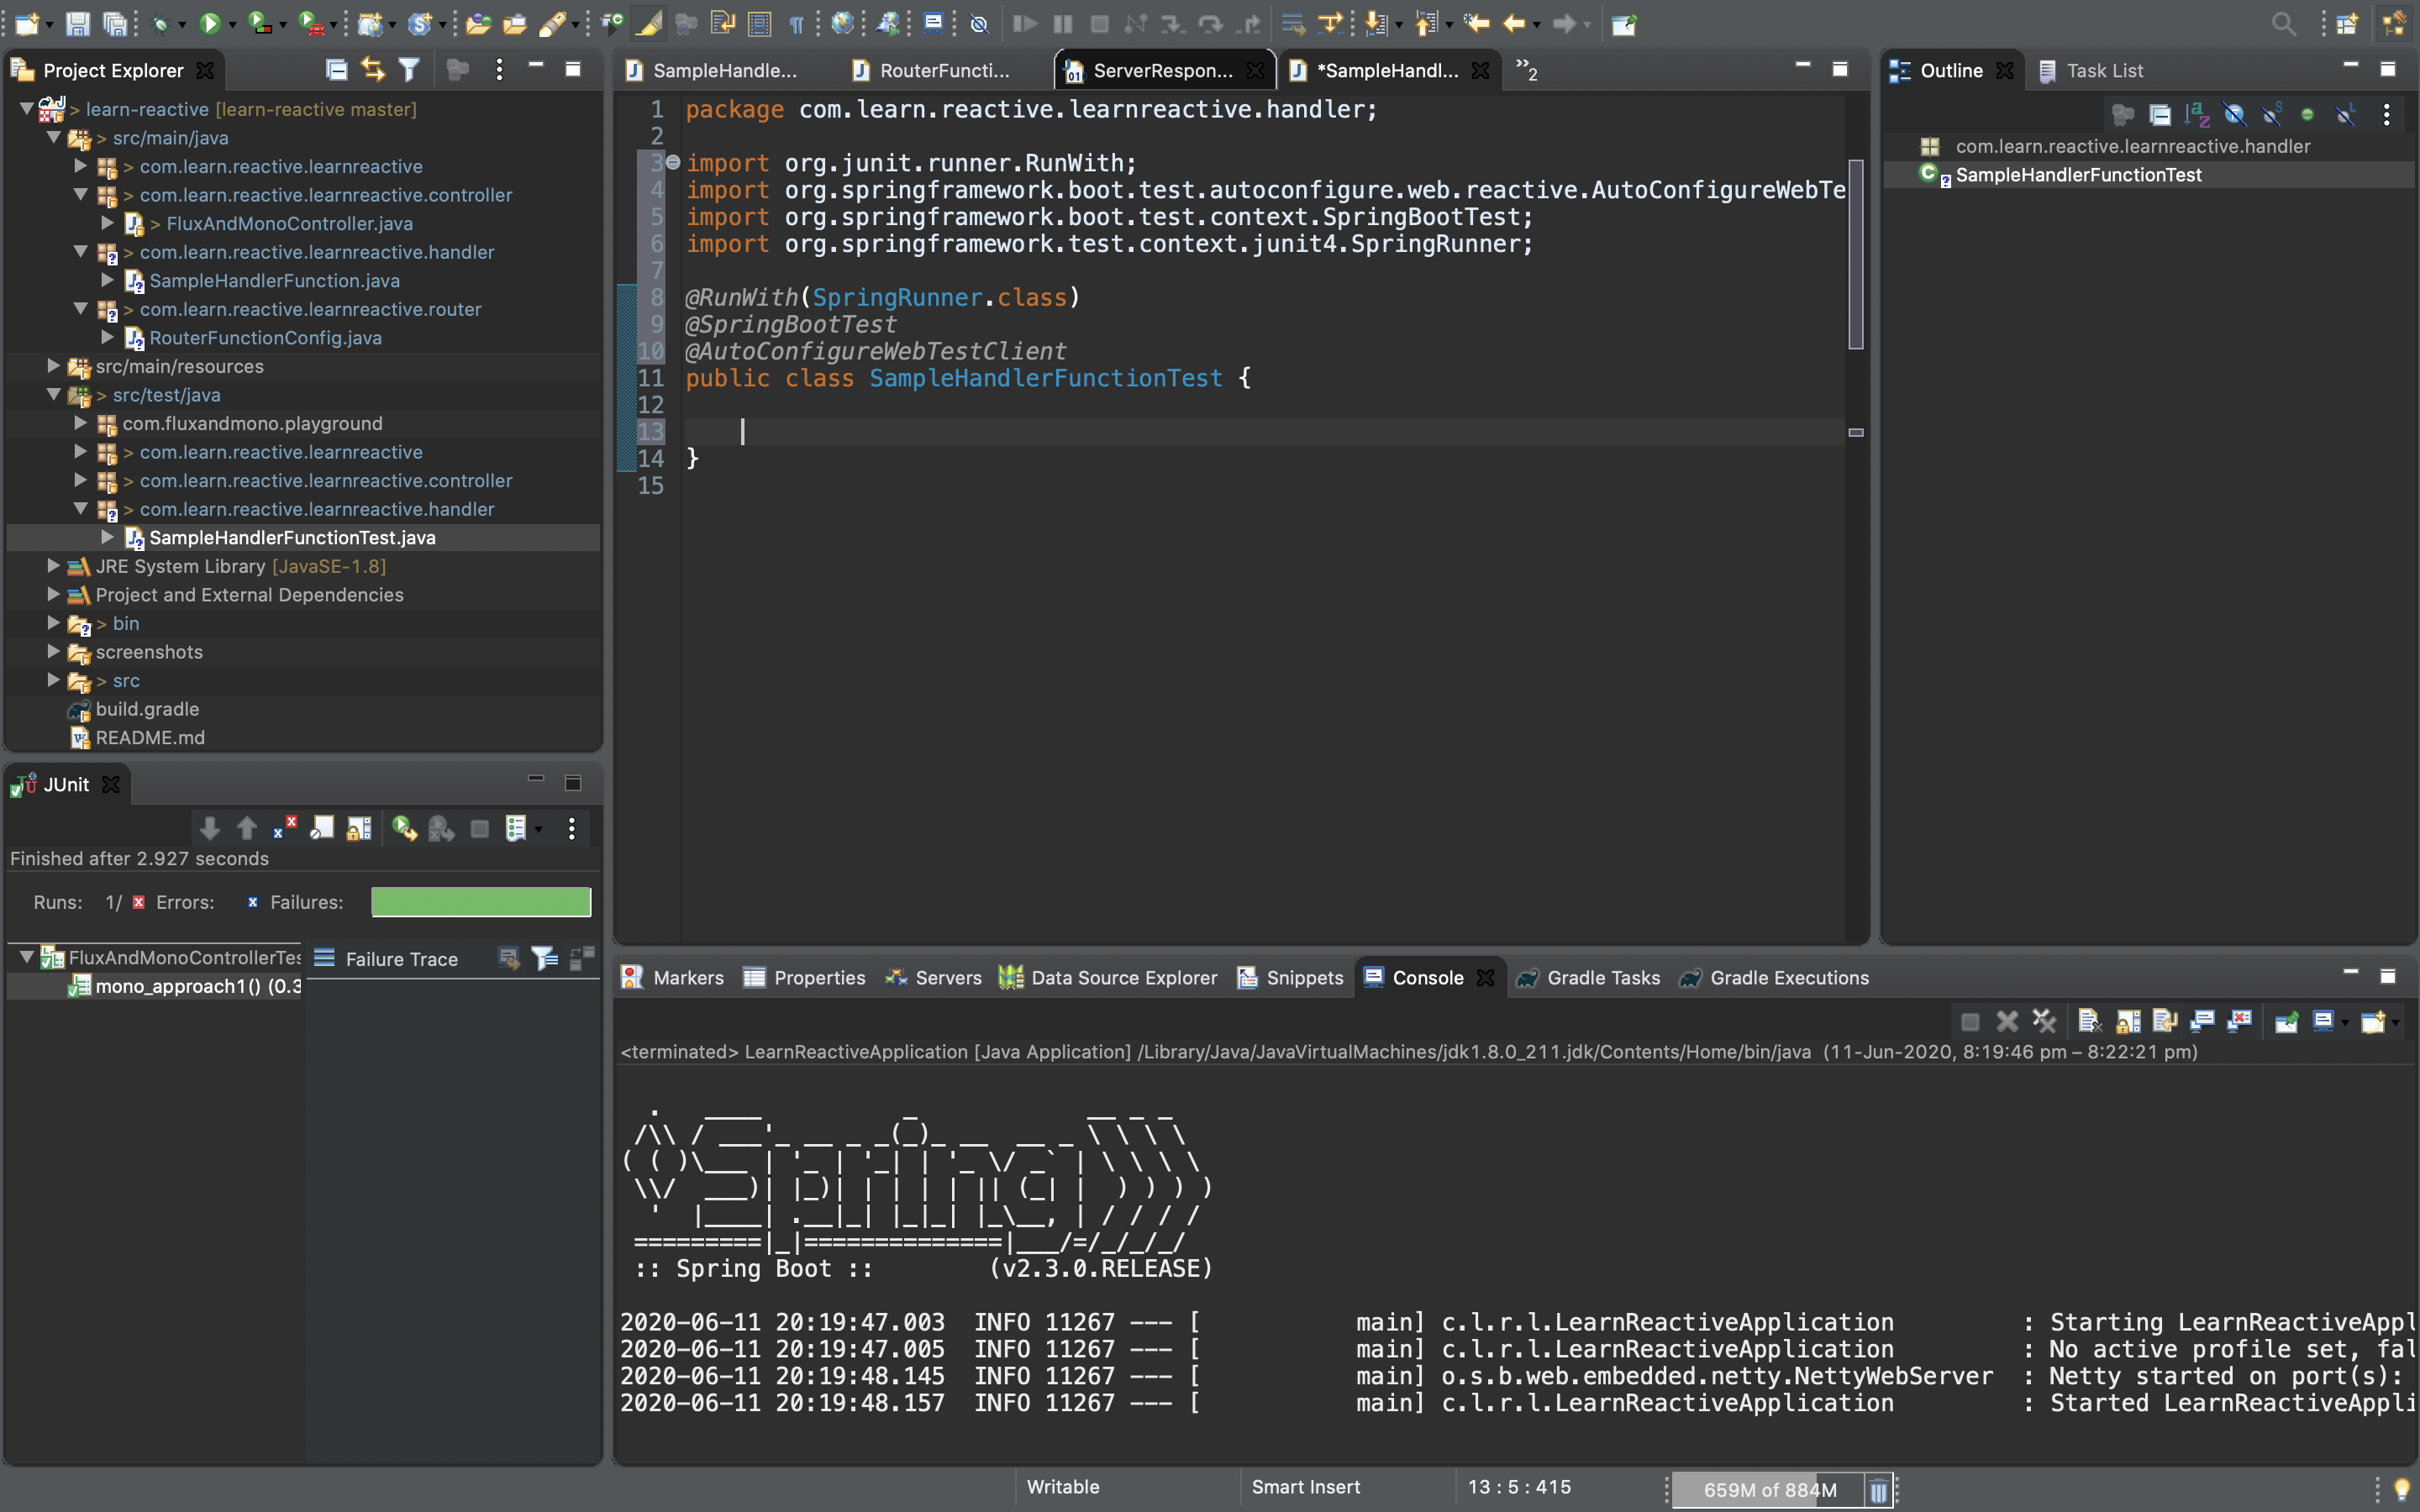 Project Explorer
> learn-reactive [learn-reactive master]
> src/main/java
> com.learn.reactive.learnreactive
> com.learn.reactive.learnreactive.controller
> FluxAndMonoController.java
> com.learn.reactive.learnreactive.handler
SampleHandlerFunction.java
> com.learn.reactive.learnreactive.router
RouterFunctionConfig.java
src/main/resources
> src/test/java
com.fluxandmono.playground
> com.learn.reactive.learnreactive
> com.learn.reactive.learnreactive.controller
> com.learn.reactive.learnreactive.handler
SampleHandlerFunctionTest.java
JRE System Library [JavaSE-1.8]
Project and External Dependencies
> bin
screenshots
> src
build.gradle
README.md
JUnit
Finished after 2.927 seconds
Runs: 1/ Errors: Failures:
FluxAndMonoControllerTes
mono_approach1() (0.3
Failure Trace
SampleHandle... RouterFuncti... ServerRespon... *SampleHandl... »2
1 package com.learn.reactive.learnreactive.handler;
2
3 import org.junit.runner.RunWith;
4 import org.springframework.boot.test.autoconfigure.web.reactive.AutoConfigureWebTe
5 import org.springframework.boot.test.context.SpringBootTest;
6 import org.springframework.test.context.junit4.SpringRunner;
7
8 @RunWith(SpringRunner.class)
9 @SpringBootTest
10 @AutoConfigureWebTestClient
11 public class SampleHandlerFunctionTest {
12
13
14 }
15
Outline Task List
com.learn.reactive.learnreactive.handler
SampleHandlerFunctionTest
Markers Properties Servers Data Source Explorer Snippets Console Gradle Tasks Gradle Executions
<terminated> LearnReactiveApplication [Java Application] /Library/Java/JavaVirtualMachines/jdk1.8.0_211.jdk/Contents/Home/bin/java (11-Jun-2020, 8:19:46 pm – 8:22:21 pm)
Spring
:: Spring Boot :: (v2.3.0.RELEASE)
2020-06-11 20:19:47.003 INFO 11267 --- [ main] c.l.r.l.LearnReactiveApplication : Starting LearnReactiveAppl
2020-06-11 20:19:47.005 INFO 11267 --- [ main] c.l.r.l.LearnReactiveApplication : No active profile set, fal
2020-06-11 20:19:48.145 INFO 11267 --- [ main] o.s.b.web.embedded.netty.NettyWebServer : Netty started on port(s):
2020-06-11 20:19:48.157 INFO 11267 --- [ main] c.l.r.l.LearnReactiveApplication : Started LearnReactiveAppli
Writable Smart Insert 13 : 5 : 415 659M of 884M